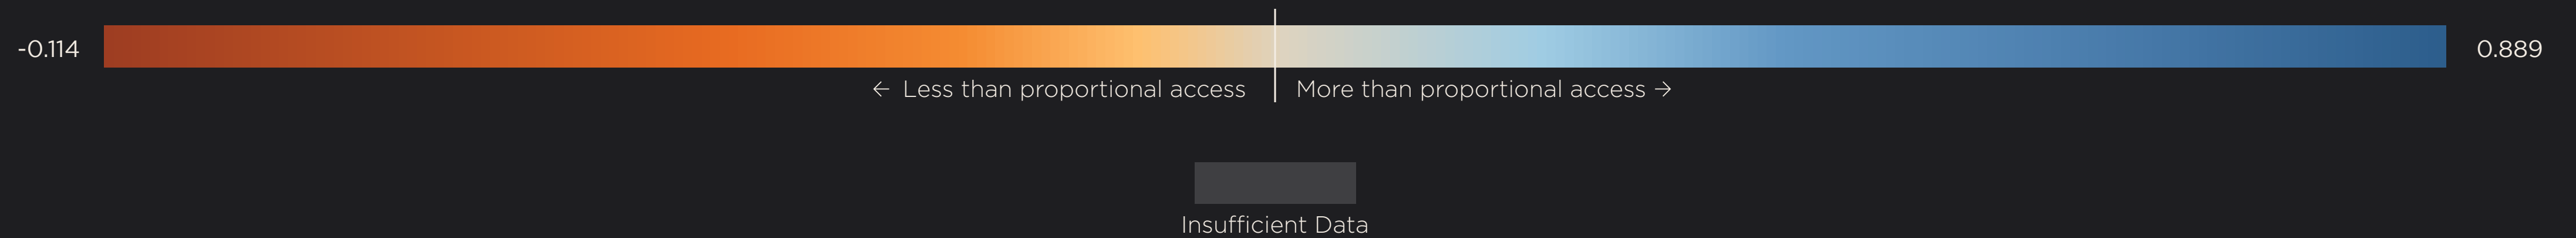 -0.114 0.889
← Less than proportional access More than proportional access →
Insufficient Data